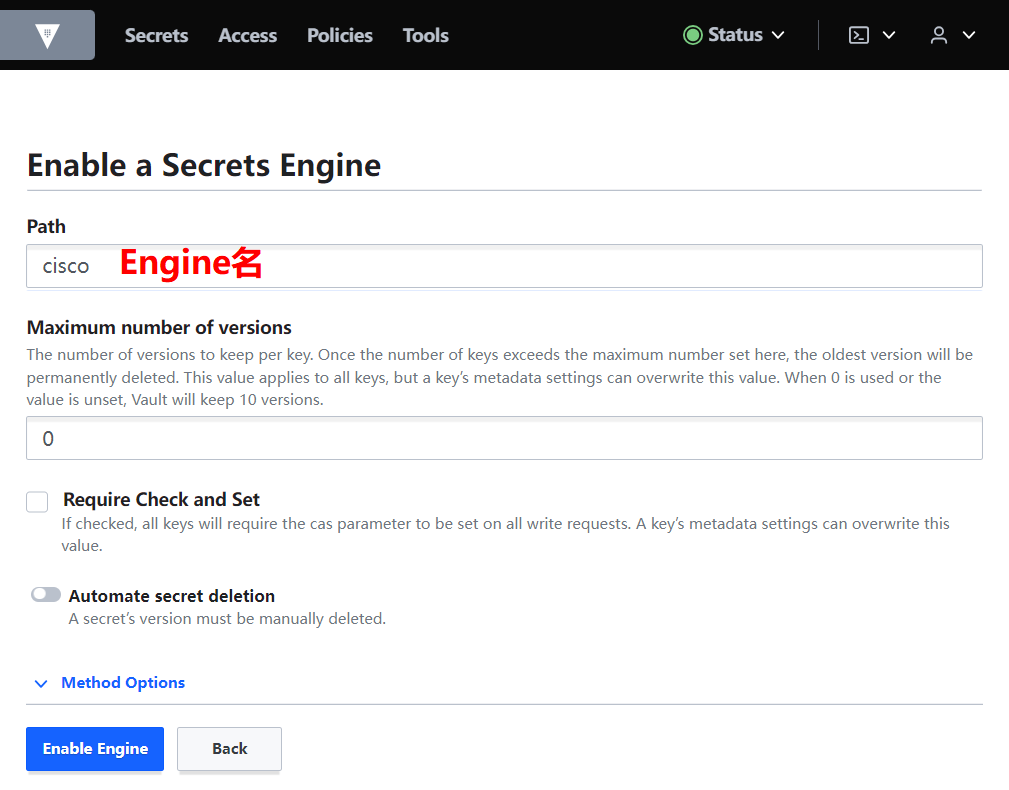 Secrets Access Policies Tools Status
Enable a Secrets Engine
Path
cisco Engine名
Maximum number of versions
The number of versions to keep per key. Once the number of keys exceeds the maximum number set here, the oldest version will be
permanently deleted. This value applies to all keys, but a key’s metadata settings can overwrite this value. When 0 is used or the
value is unset, Vault will keep 10 versions.
0
Require Check and Set
If checked, all keys will require the cas parameter to be set on all write requests. A key’s metadata settings can overwrite this
value.
Automate secret deletion
A secret’s version must be manually deleted.
Method Options
Enable Engine Back